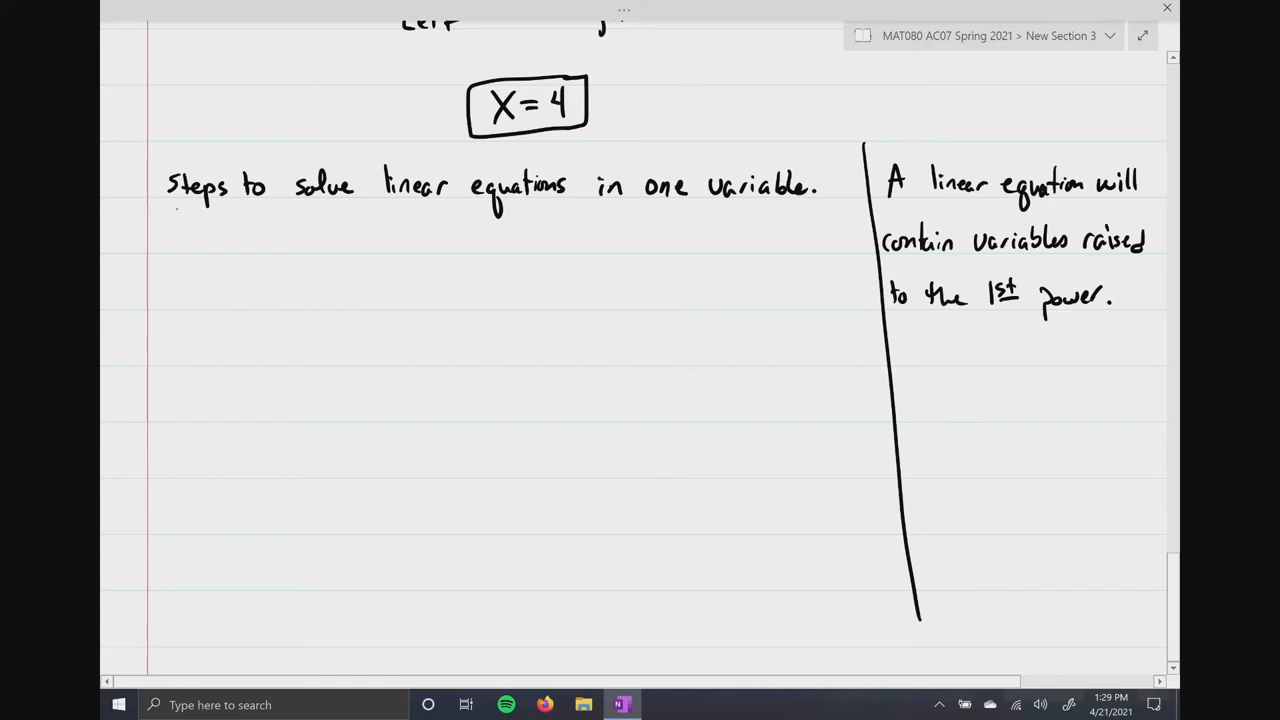 MAT080 AC07 Spring 2021 > New Section 3
X = 4
Steps to solve linear equations in one variable.
A linear equation will
contain variables raised
to the 1st power.
Type here to search
1:29 PM
4/21/2021